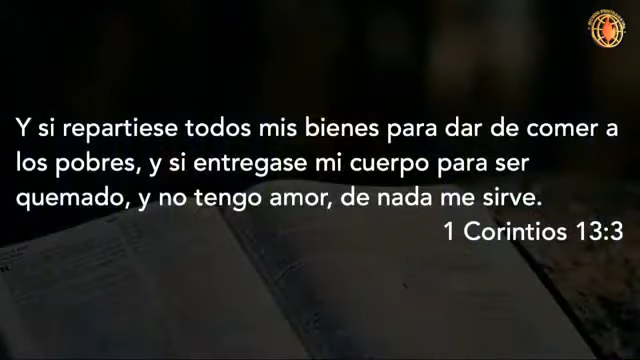 Y si repartiese todos mis bienes para dar de comer a
los pobres, y si entregase mi cuerpo para ser
quemado, y no tengo amor, de nada me sirve.
1 Corintios 13:3